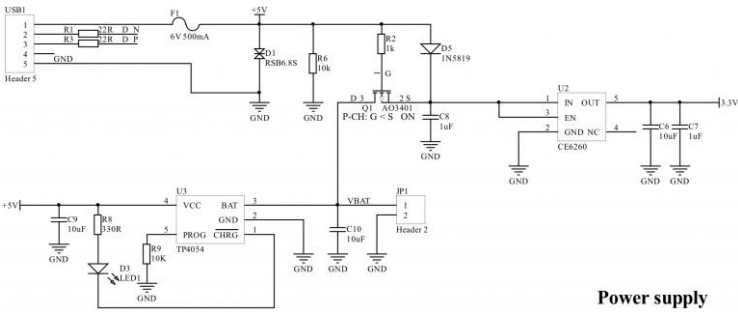 USB1
1
2
3
4
5
Header 5
R1 22R D_N
R3 22R D_P
GND
F1
6V 500mA
+5V
D1
RSB6.8S
GND
R6
10k
GND
R2
1k
G
D5
1N5819
D 3 2 S
Q1 AO3401
P-CH: G < S ON
C8
1uF
GND
U2
1 IN OUT 5
3 EN
2 GND NC 4
CE6260
GND
3.3V
C6
10uF
GND
C7
1uF
GND
+5V
C9
10uF
GND
R8
330R
D3
LED1
R9
10K
GND
U3
4 VCC BAT 3
GND 2
5 PROG CHRG 1
TP4054
GND
VBAT
C10
10uF
GND
JP1
1
2
Header 2
GND
Power supply